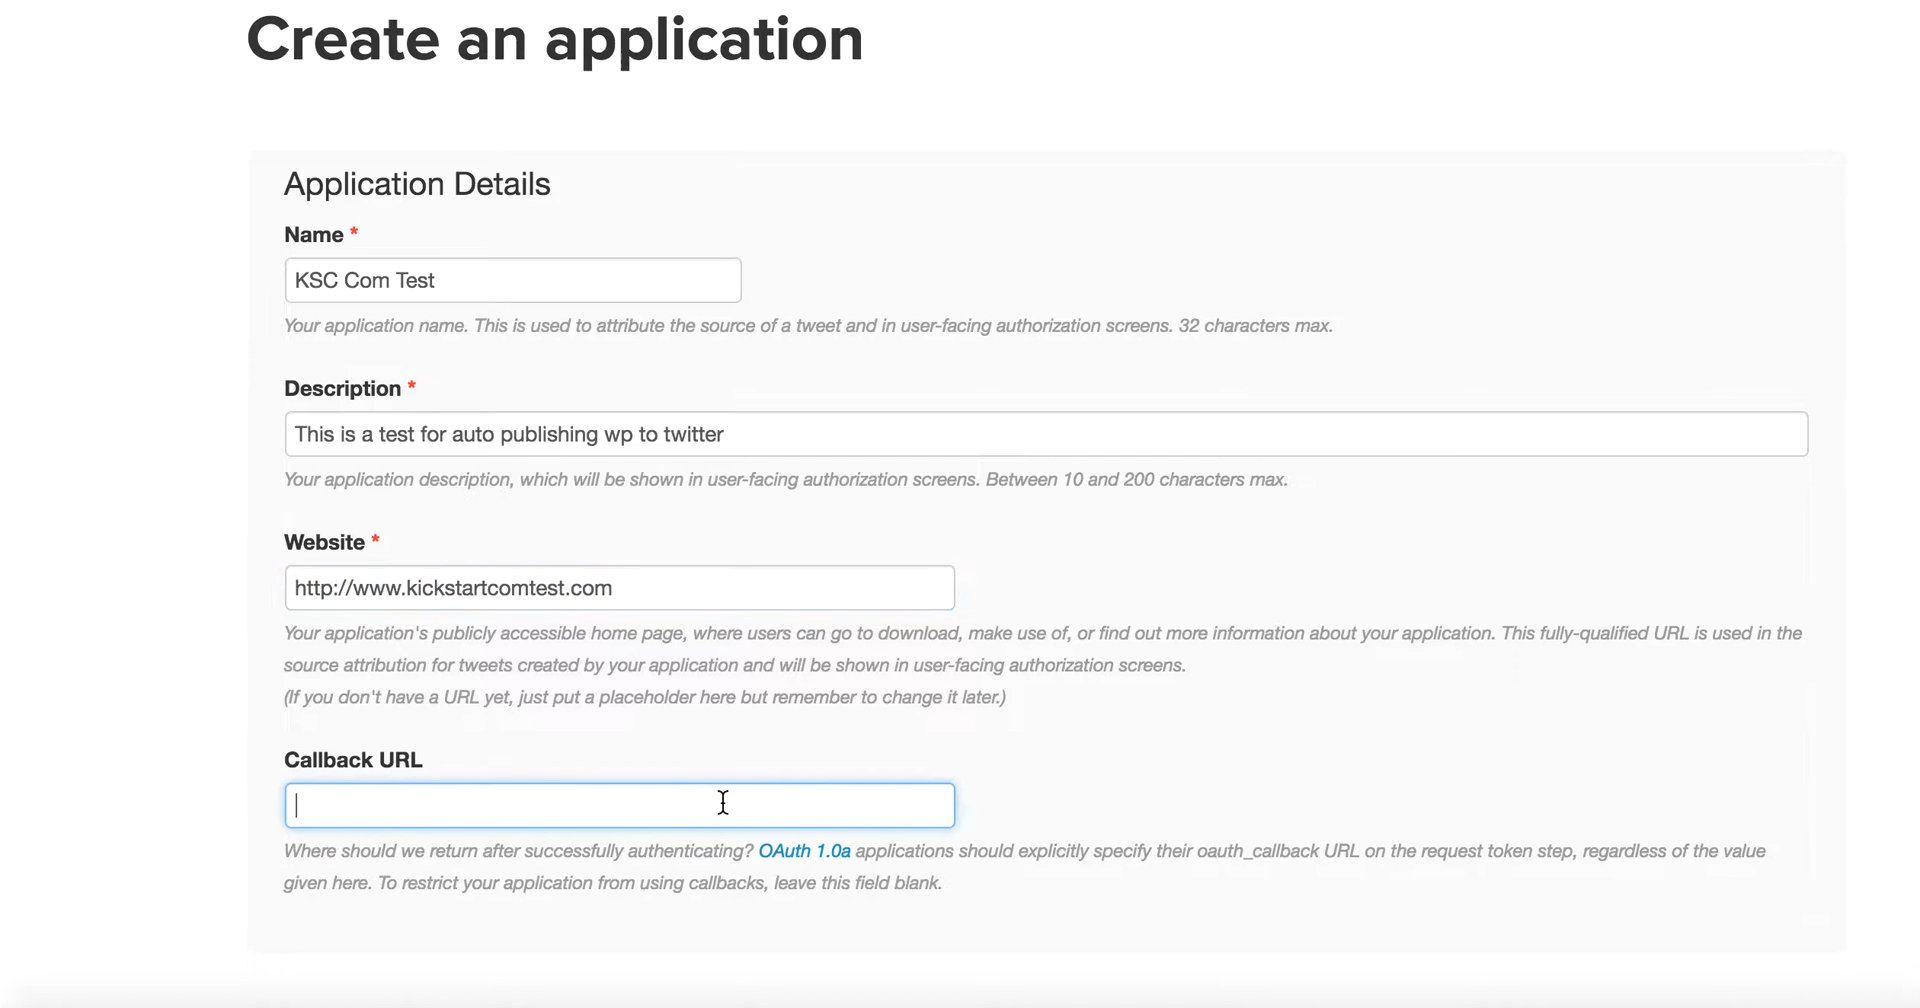 Create an application
Application Details
Name *
KSC Com Test
Your application name. This is used to attribute the source of a tweet and in user-facing authorization screens. 32 characters max.
Description *
This is a test for auto publishing wp to twitter
Your application description, which will be shown in user-facing authorization screens. Between 10 and 200 characters max.
Website *
http://www.kickstartcomtest.com
Your application's publicly accessible home page, where users can go to download, make use of, or find out more information about your application. This fully-qualified URL is used in the
source attribution for tweets created by your application and will be shown in user-facing authorization screens.
(If you don't have a URL yet, just put a placeholder here but remember to change it later.)
Callback URL
Where should we return after successfully authenticating? OAuth 1.0a applications should explicitly specify their oauth_callback URL on the request token step, regardless of the value
given here. To restrict your application from using callbacks, leave this field blank.